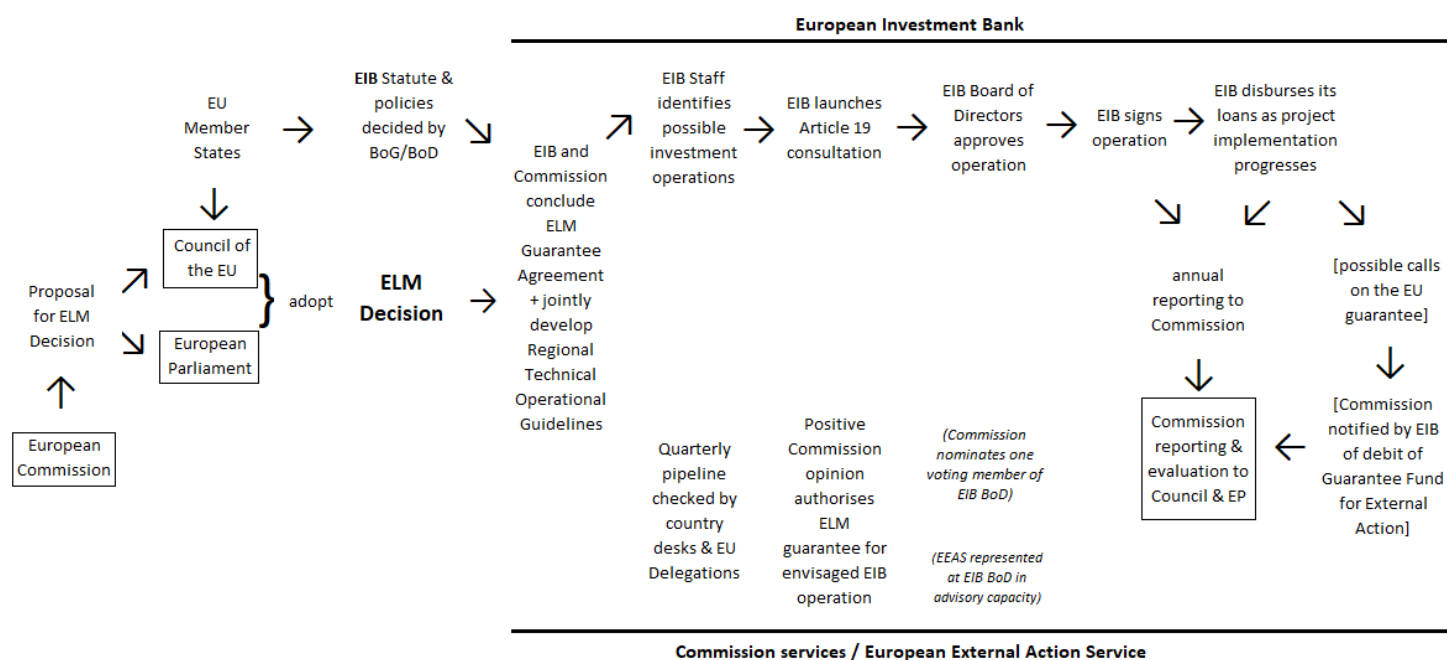 European Investment Bank
EU
Member
States
EIB Statute &
policies
decided by
BoG/BoD
EIB Staff
identifies
possible
investment
operations
EIB launches
Article 19
consultation
EIB Board of
Directors
approves
operation
EIB signs
operation
EIB disburses its
loans as project
implementation
progresses
EIB and
Commission
conclude
ELM
Guarantee
Agreement
+ jointly
develop
Regional
Technical
Operational
Guidelines
Council of
the EU
Proposal
for ELM
Decision
European
Parliament
}
adopt
ELM
Decision
European
Commission
annual
reporting to
Commission
[possible calls
on the EU
guarantee]
Quarterly
pipeline
checked by
country
desks & EU
Delegations
Positive
Commission
opinion
authorises
ELM
guarantee for
envisaged EIB
operation
(Commission
nominates one
voting member of
EIB BoD)
(EEAS represented
at EIB BoD in
advisory capacity)
Commission
reporting &
evaluation to
Council & EP
[Commission
notified by EIB
of debit of
Guarantee Fund
for External
Action]
Commission services / European External Action Service